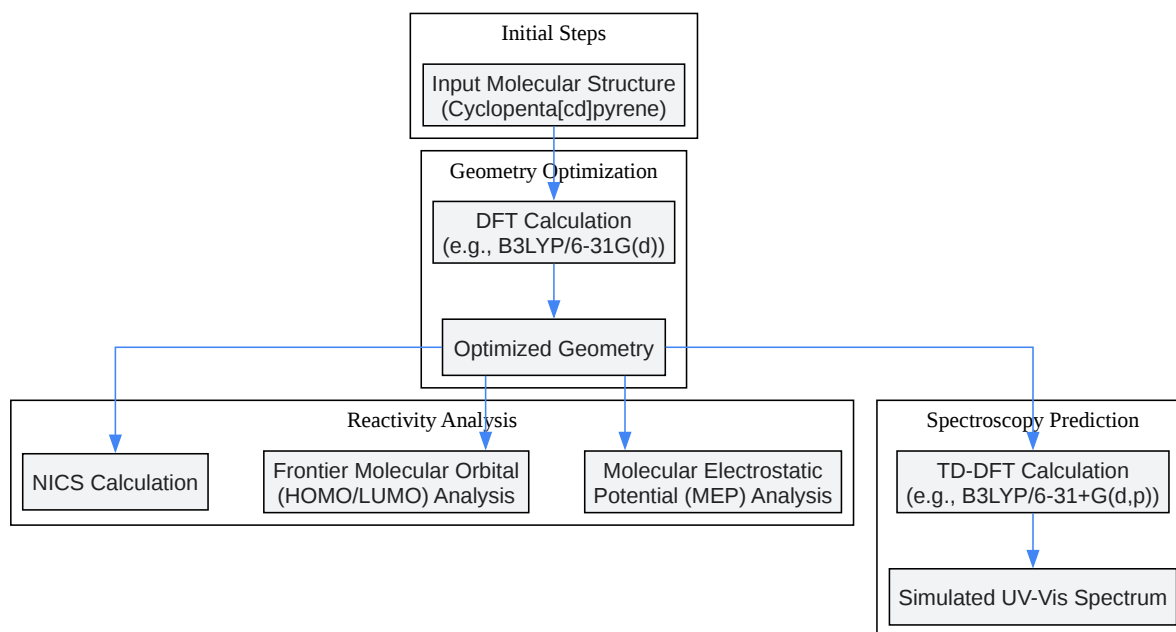 Initial Steps
Input Molecular Structure
(Cyclopenta[cd]pyrene)
Geometry Optimization
DFT Calculation
(e.g., B3LYP/6-31G(d))
Optimized Geometry
Reactivity Analysis
NICS Calculation
Frontier Molecular Orbital
(HOMO/LUMO) Analysis
Molecular Electrostatic
Potential (MEP) Analysis
Spectroscopy Prediction
TD-DFT Calculation
(e.g., B3LYP/6-31+G(d,p))
Simulated UV-Vis Spectrum